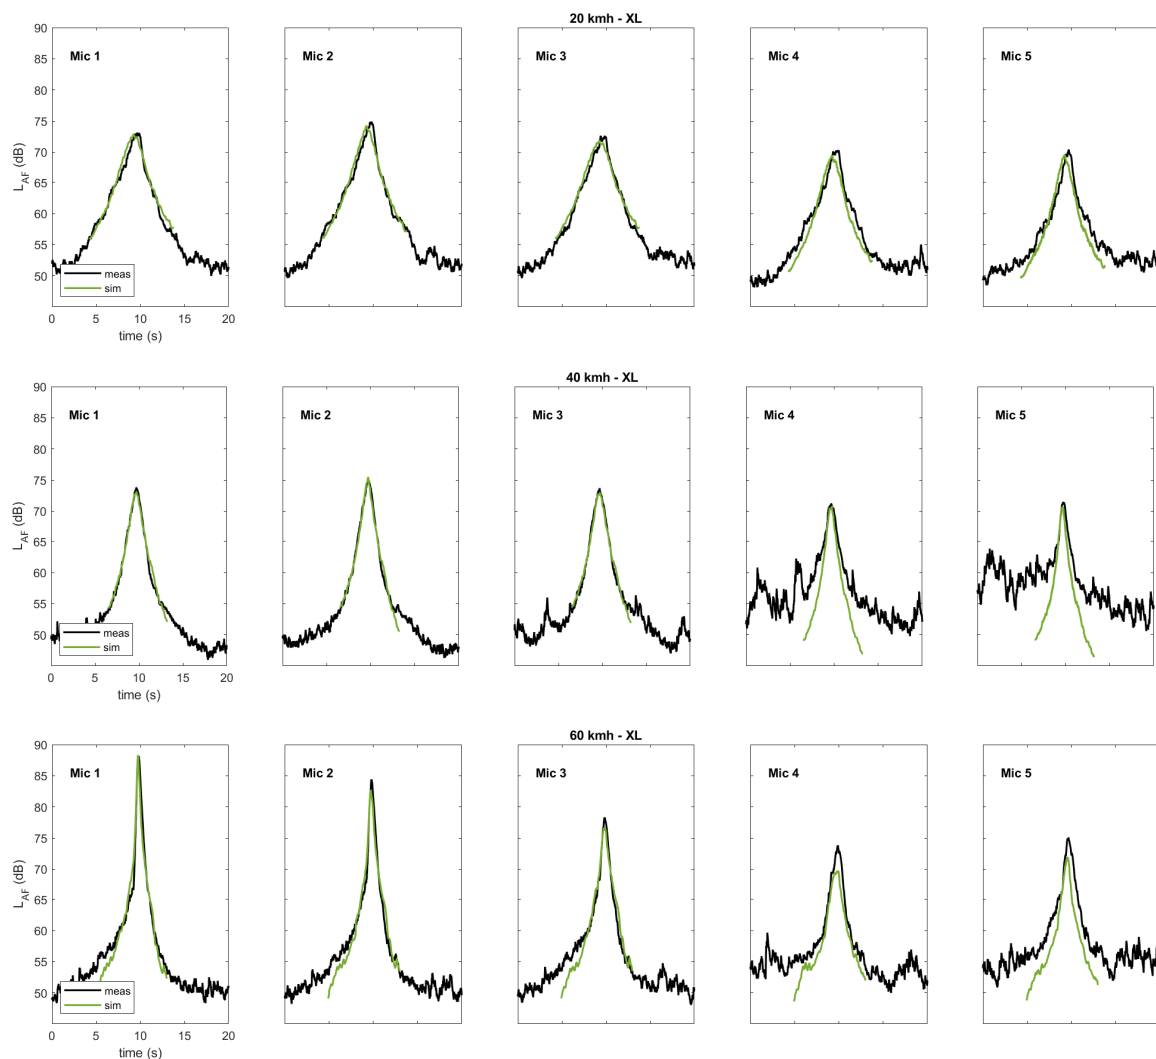 20 kmh - XL
90
85
80
75
70
65
60
55
50
L_AF (dB)
Mic 1
Mic 2
Mic 3
Mic 4
Mic 5
meas
sim
0 5 10 15 20
time (s)
40 kmh - XL
90
85
80
75
70
65
60
55
50
L_AF (dB)
Mic 1
Mic 2
Mic 3
Mic 4
Mic 5
meas
sim
0 5 10 15 20
time (s)
60 kmh - XL
90
85
80
75
70
65
60
55
50
L_AF (dB)
Mic 1
Mic 2
Mic 3
Mic 4
Mic 5
meas
sim
0 5 10 15 20
time (s)